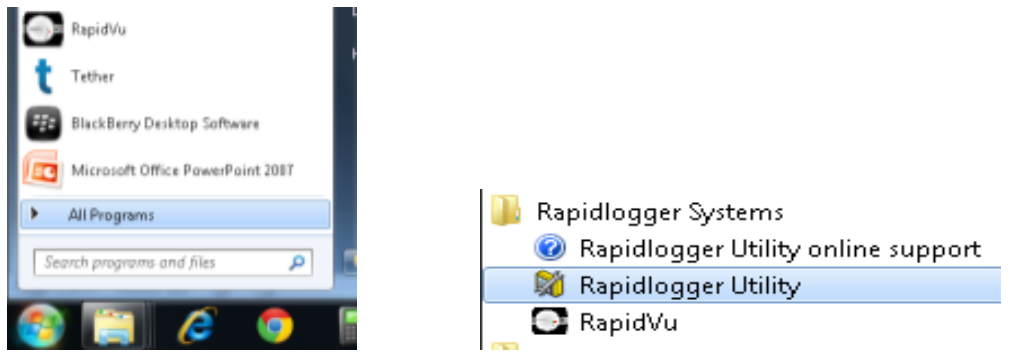 RapidVu
Tether
BlackBerry Desktop Software
Microsoft Office PowerPoint 2007
All Programs
Search programs and files
Rapidlogger Systems
Rapidlogger Utility online support
Rapidlogger Utility
RapidVu